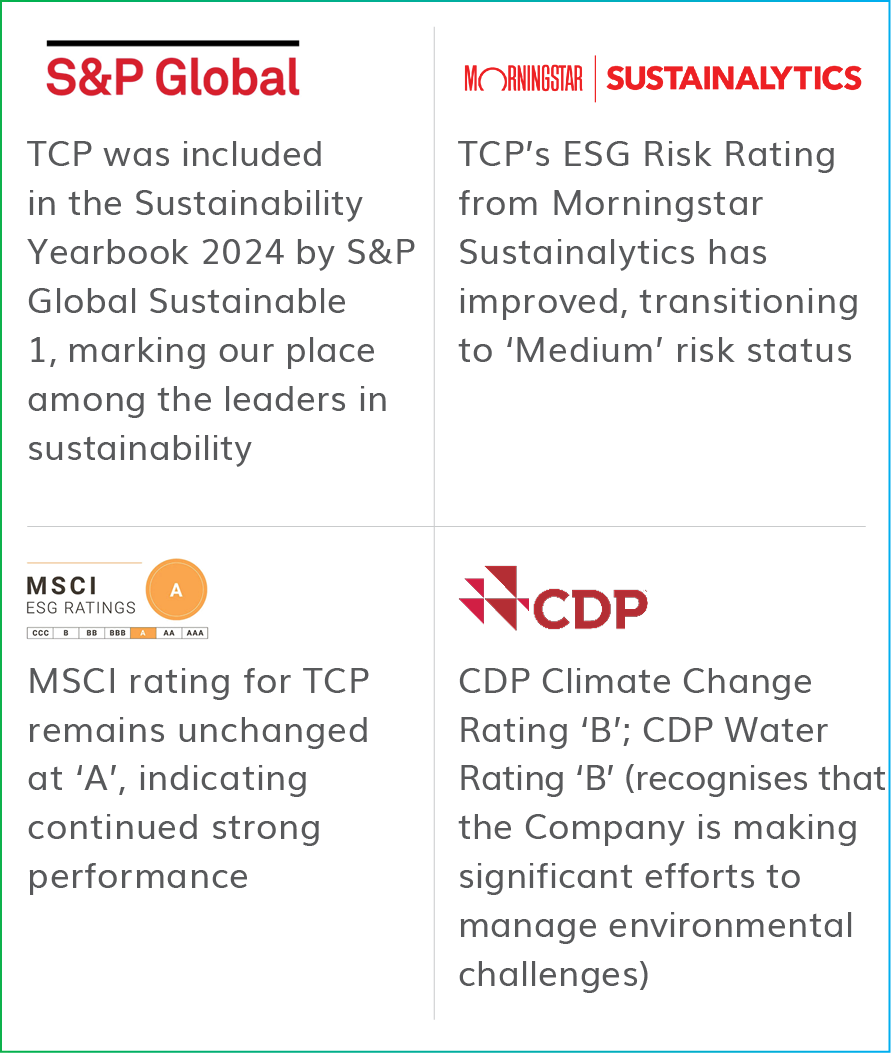 S&P Global
TCP was included
in the Sustainability
Yearbook 2024 by S&P
Global Sustainable
1, marking our place
among the leaders in
sustainability
MORNINGSTAR | SUSTAINALYTICS
TCP’s ESG Risk Rating
from Morningstar
Sustainalytics has
improved, transitioning
to ‘Medium’ risk status
MSCI
ESG RATINGS
A
CCC B BB BBB A AA AAA
MSCI rating for TCP
remains unchanged
at ‘A’, indicating
continued strong
performance
CDP
CDP Climate Change
Rating ‘B’; CDP Water
Rating ‘B’ (recognises that
the Company is making
significant efforts to
manage environmental
challenges)